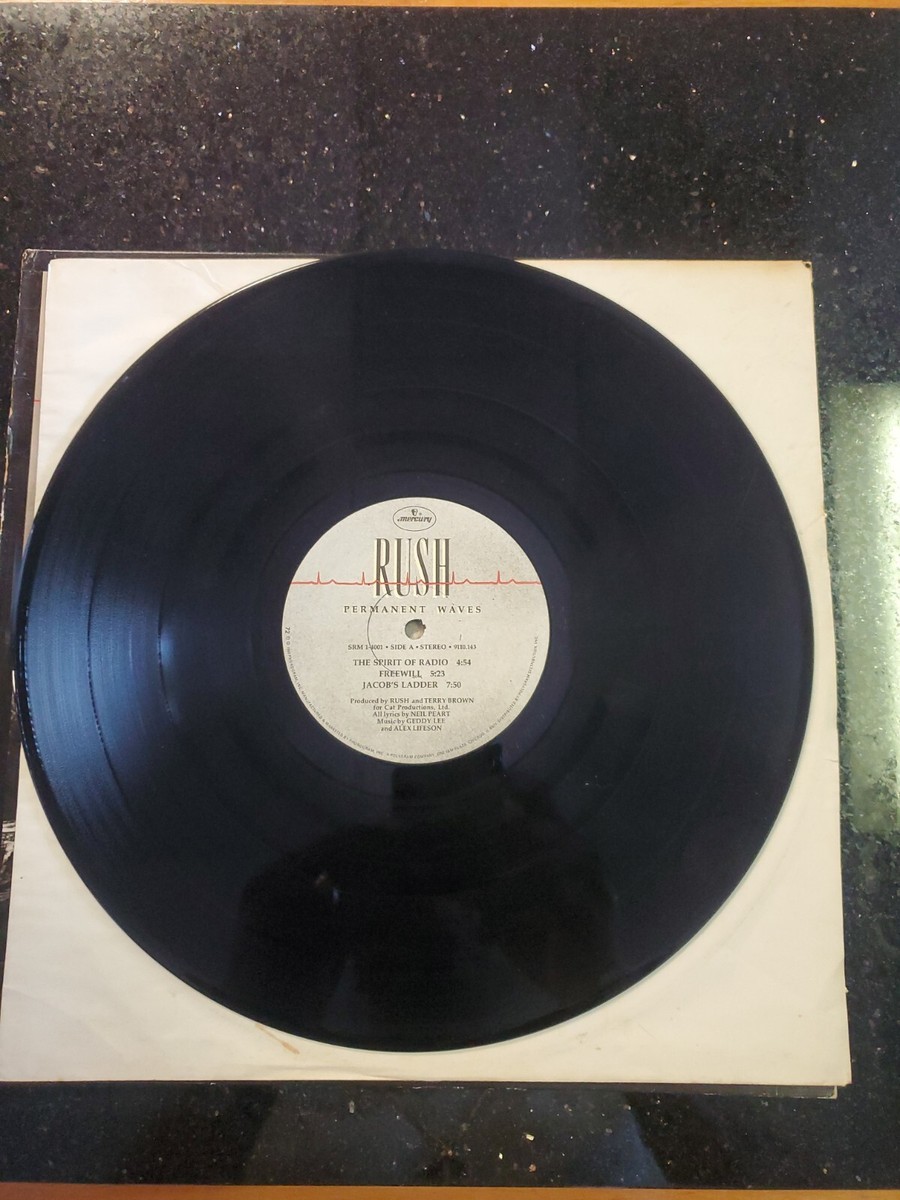 mercury
RUSH
PERMANENT WAVES
SRM 1-4001 • SIDE A • STEREO • 9111.143
THE SPIRIT OF RADIO 4:54
FREEWILL 5:23
JACOB'S LADDER 7:50
Produced by RUSH and TERRY BROWN
for Cat Productions, Ltd.
All lyrics by NEIL PEART
Music by GEDDY LEE
and ALEX LIFESON